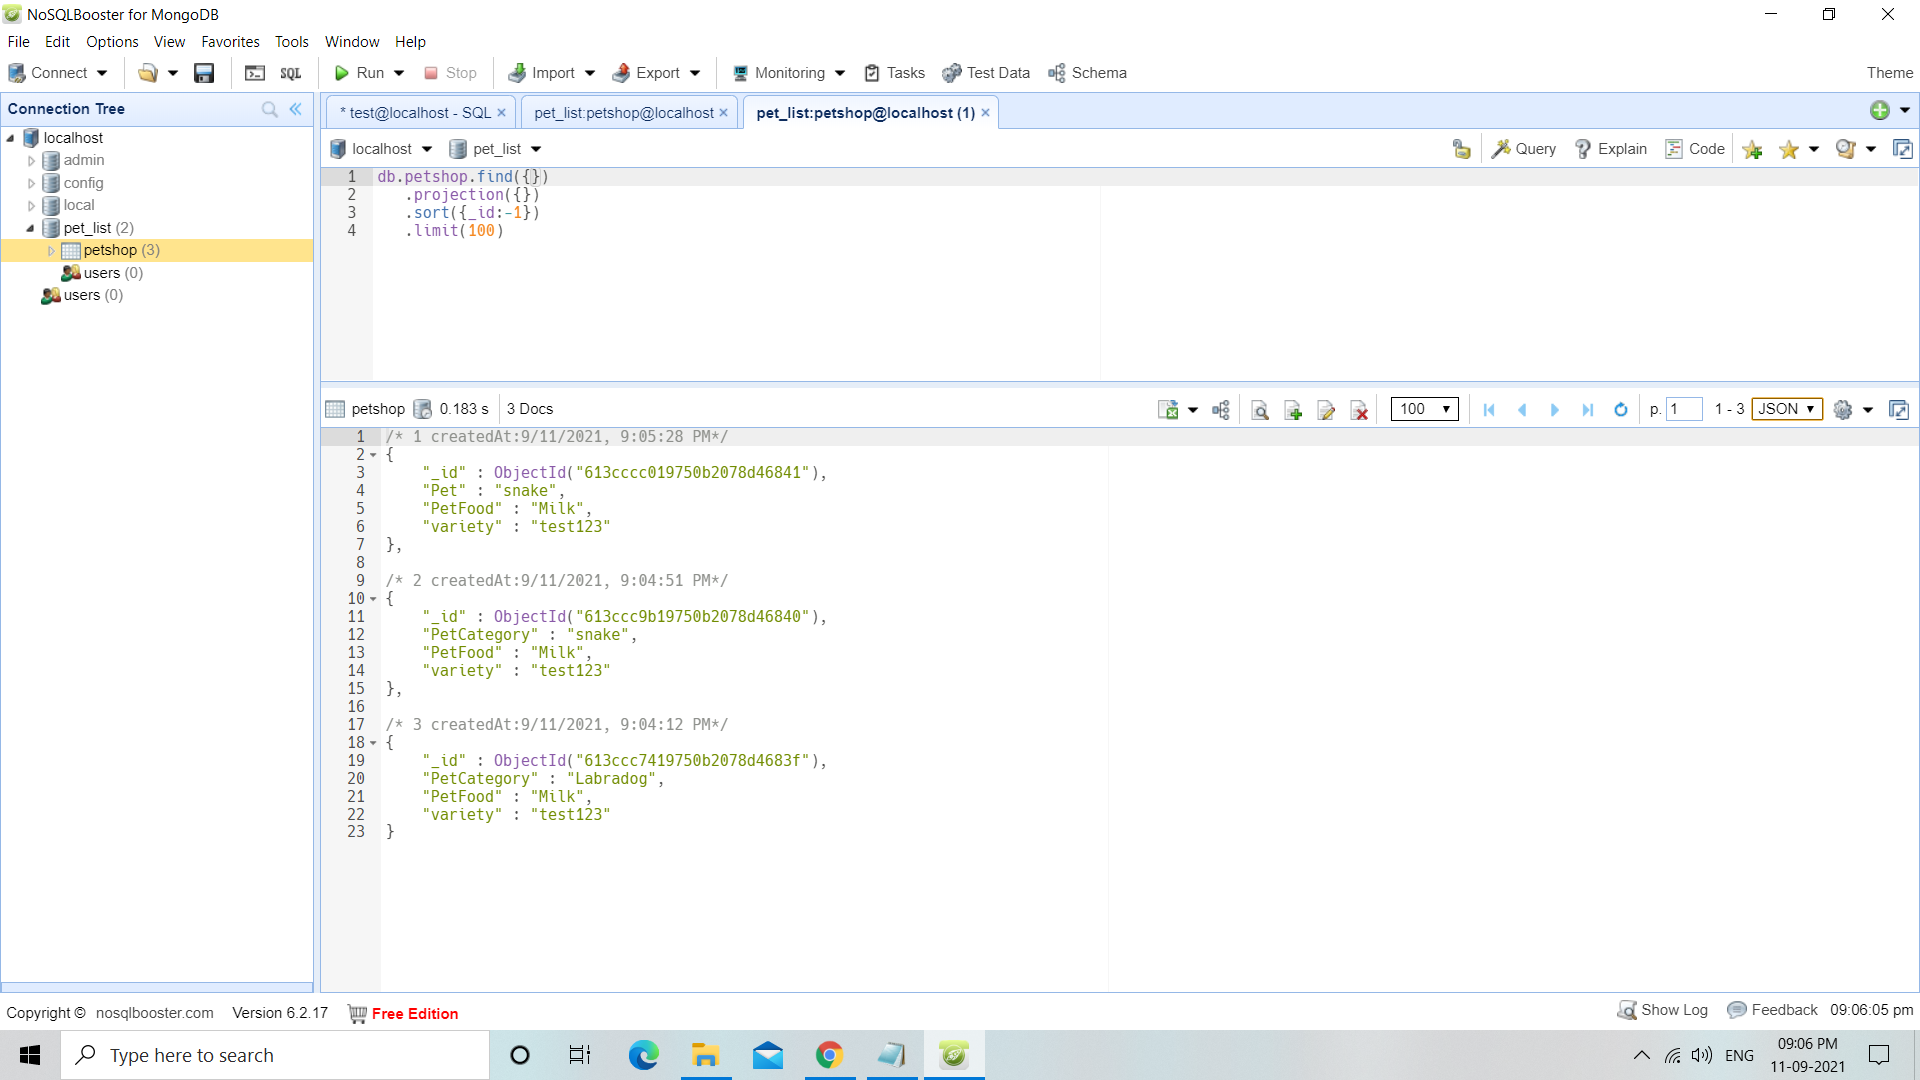 NoSQLBooster for MongoDB
File Edit Options View Favorites Tools Window Help
Connect SQL Run Stop Import Export Monitoring Tasks Test Data Schema Theme
Connection Tree
localhost
admin
config
local
pet_list (2)
petshop (3)
users (0)
users (0)
* test@localhost - SQL × pet_list:petshop@localhost × pet_list:petshop@localhost (1) ×
localhost pet_list Query Explain Code
1 db.petshop.find({})
2 .projection({})
3 .sort({_id:-1})
4 .limit(100)
petshop 0.183 s 3 Docs 100 p. 1 1 - 3 JSON
1 /* 1 createdAt:9/11/2021, 9:05:28 PM*/
2 {
3 "_id" : ObjectId("613cccc019750b2078d46841"),
4 "Pet" : "snake",
5 "PetFood" : "Milk",
6 "variety" : "test123"
7 },
8
9 /* 2 createdAt:9/11/2021, 9:04:51 PM*/
10 {
11 "_id" : ObjectId("613ccc9b19750b2078d46840"),
12 "PetCategory" : "snake",
13 "PetFood" : "Milk",
14 "variety" : "test123"
15 },
16
17 /* 3 createdAt:9/11/2021, 9:04:12 PM*/
18 {
19 "_id" : ObjectId("613ccc7419750b2078d4683f"),
20 "PetCategory" : "Labradog",
21 "PetFood" : "Milk",
22 "variety" : "test123"
23 }
Copyright © nosqlbooster.com Version 6.2.17 Free Edition Show Log Feedback 09:06:05 pm
Type here to search ENG 09:06 PM
11-09-2021